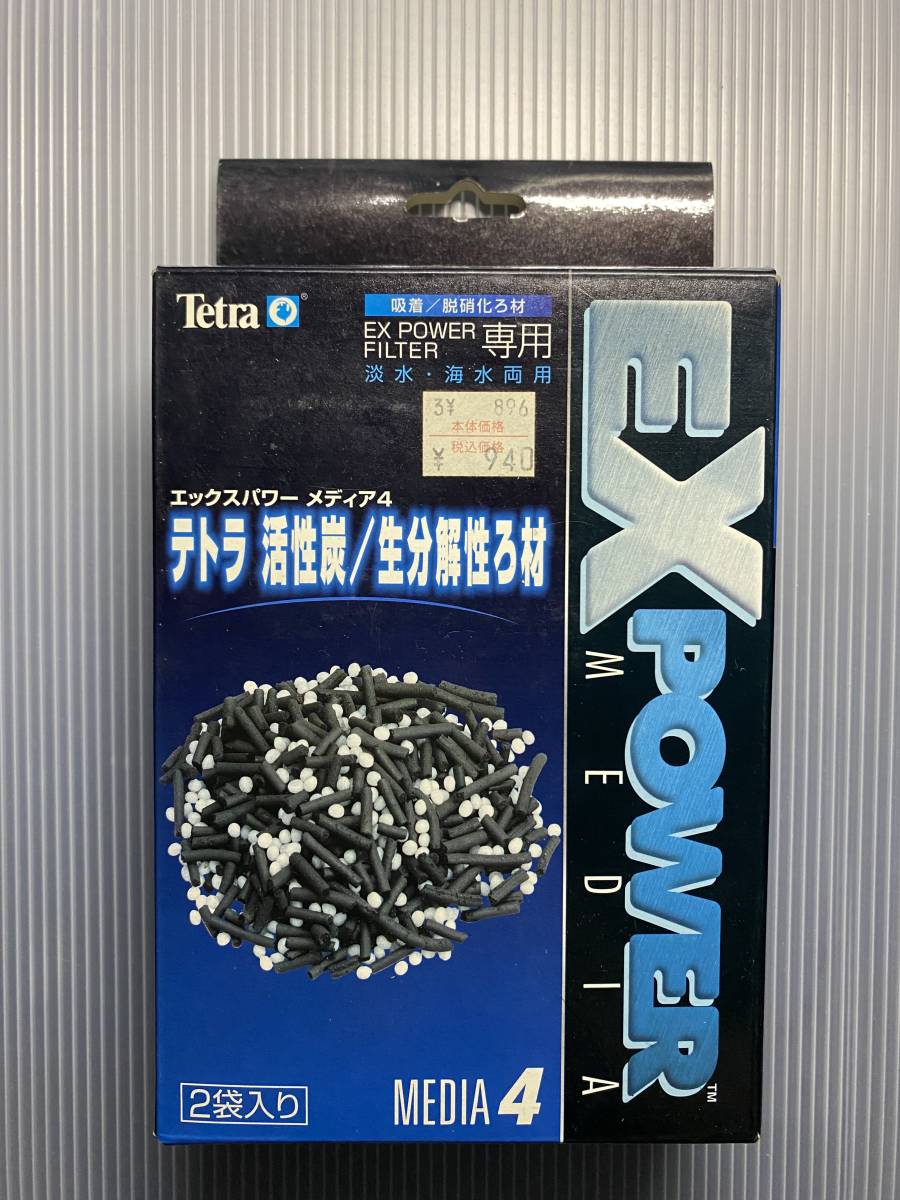 Tetra®
吸着/脱硝化ろ材
EX POWER
FILTER 専用
淡水・海水両用
3¥ 896
本体価格
税込価格
¥ 940
エックスパワー メディア4
テトラ 活性炭/生分解性ろ材
2袋入り
MEDIA 4
EX POWER™
MEDIA